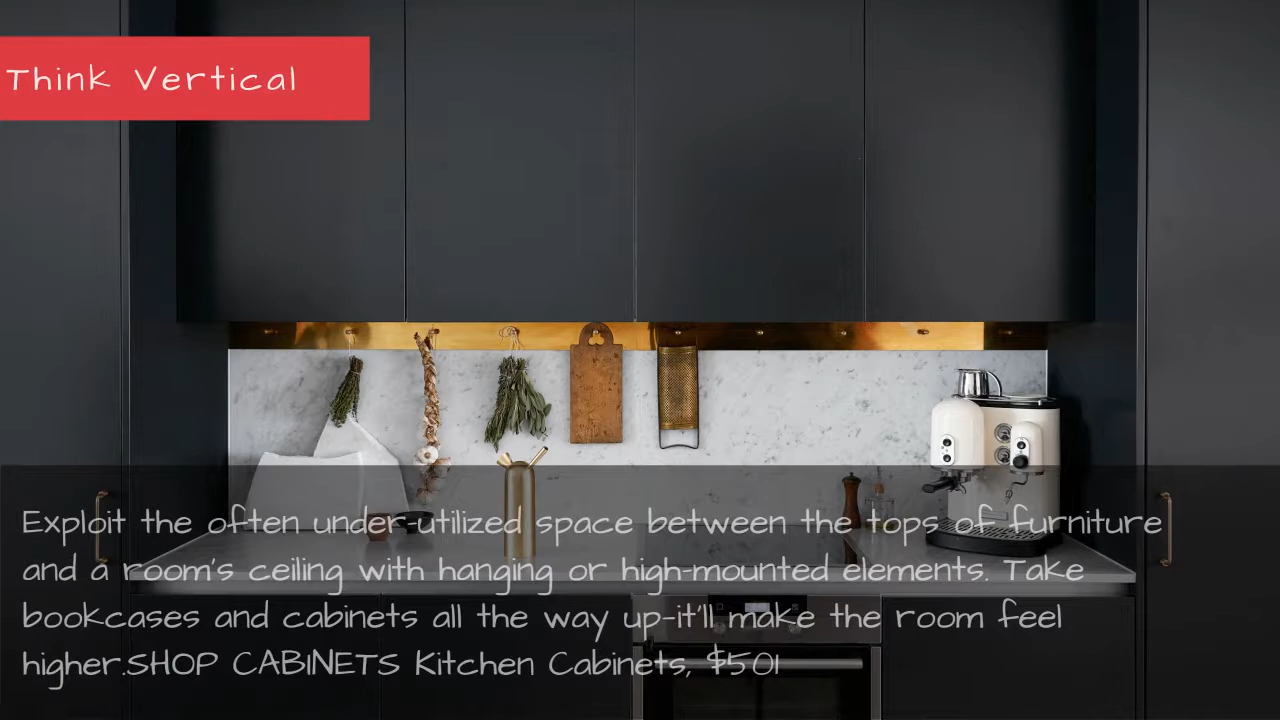 Think Vertical
Exploit the often under-utilized space between the tops of furniture
and a room's ceiling with hanging or high-mounted elements. Take
bookcases and cabinets all the way up-it'll make the room feel
higher.SHOP CABINETS Kitchen Cabinets, $501